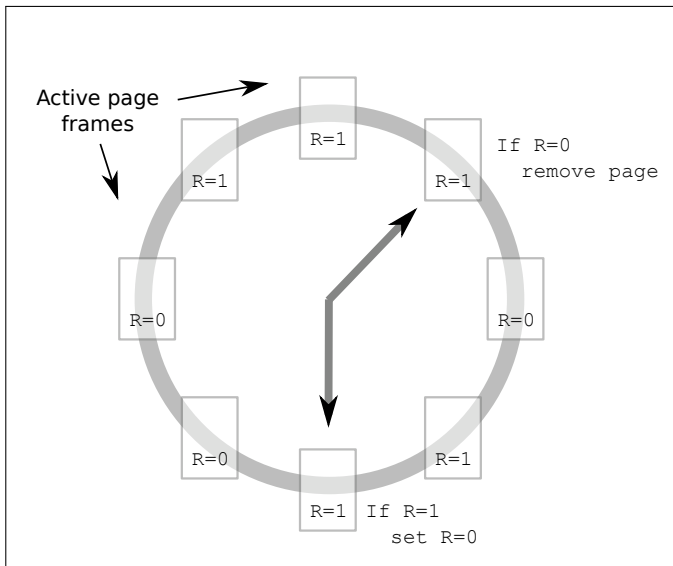 Active page
frames
R=1
R=1
R=1
If R=0
remove page
R=0
R=0
R=0
R=1
R=1
If R=1
set R=0